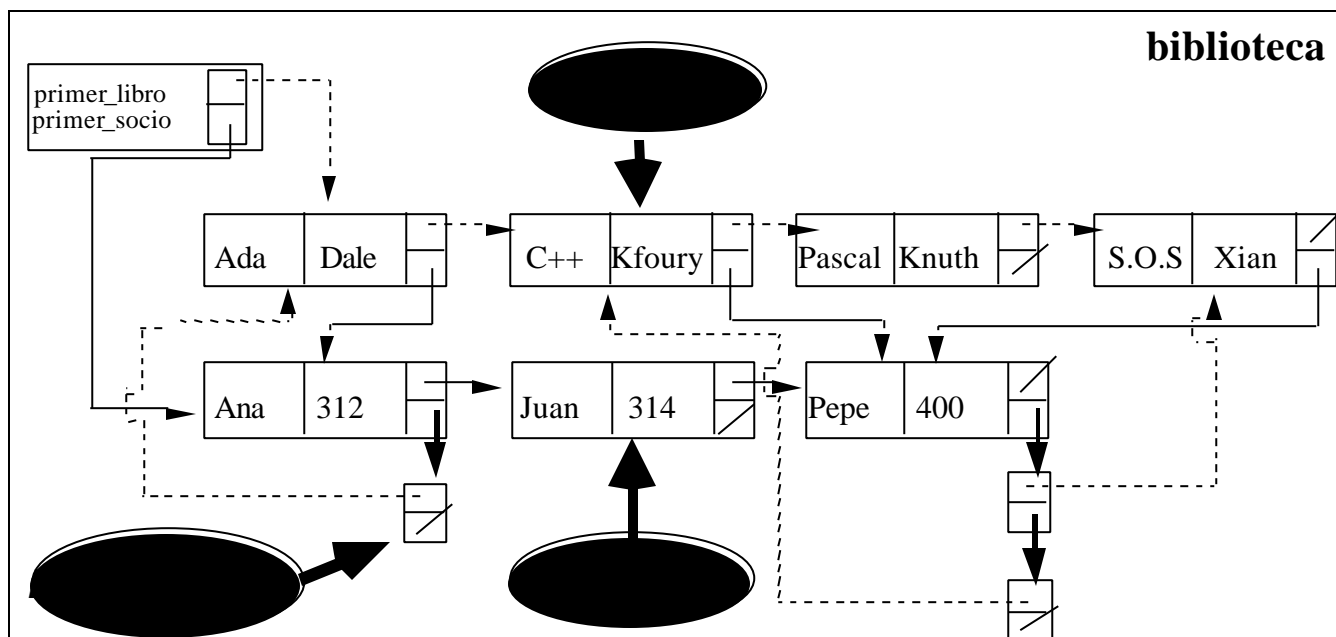 biblioteca
primer_libro
primer_socio
Ada Dale C++ Kfoury Pascal Knuth S.O.S Xian
Ana 312 Juan 314 Pepe 400